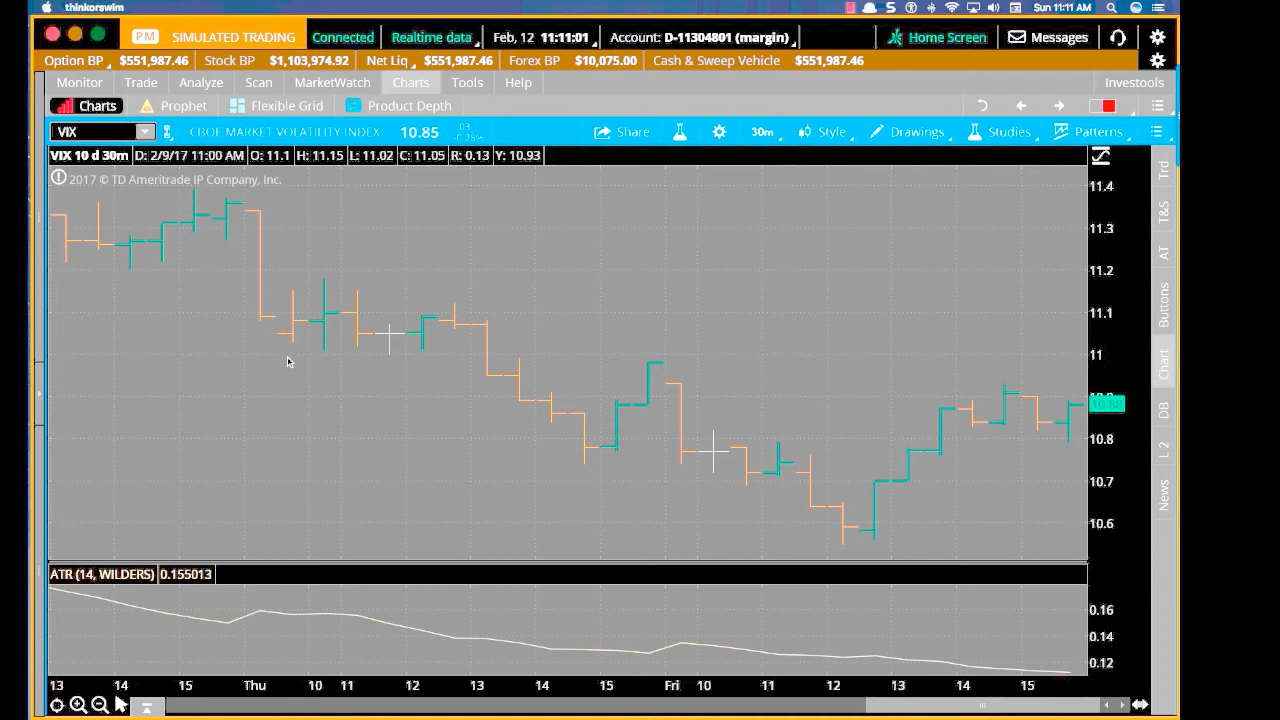 thinkorswim Sun 11:11 AM
PM SIMULATED TRADING Connected Realtime data Feb, 12 11:11:01 Account: D-11304801 (margin) Home Screen Messages
Option BP $551,987.46 Stock BP $1,103,974.92 Net Liq $551,987.46 Forex BP $10,075.00 Cash & Sweep Vehicle $551,987.46
Monitor Trade Analyze Scan MarketWatch Charts Tools Help Investools
Charts Prophet Flexible Grid Product Depth
VIX CBOE MARKET VOLATILITY INDEX 10.85 -.03 -0.28% Share 30m Style Drawings Studies Patterns
VIX 10 d 30m D: 2/9/17 11:00 AM O: 11.1 H: 11.15 L: 11.02 C: 11.05 R: 0.13 Y: 10.93
2017 © TD Ameritrade IP Company, Inc.
11.4
11.3
11.2
11.1
11
10.88
10.8
10.7
10.6
Trd
T&S
AT
Buttons
Chart
DB
L 2
News
ATR (14, WILDERS) 0.155013
0.16
0.14
0.12
13 14 15 Thu 10 11 12 13 14 15 Fri 10 11 12 13 14 15